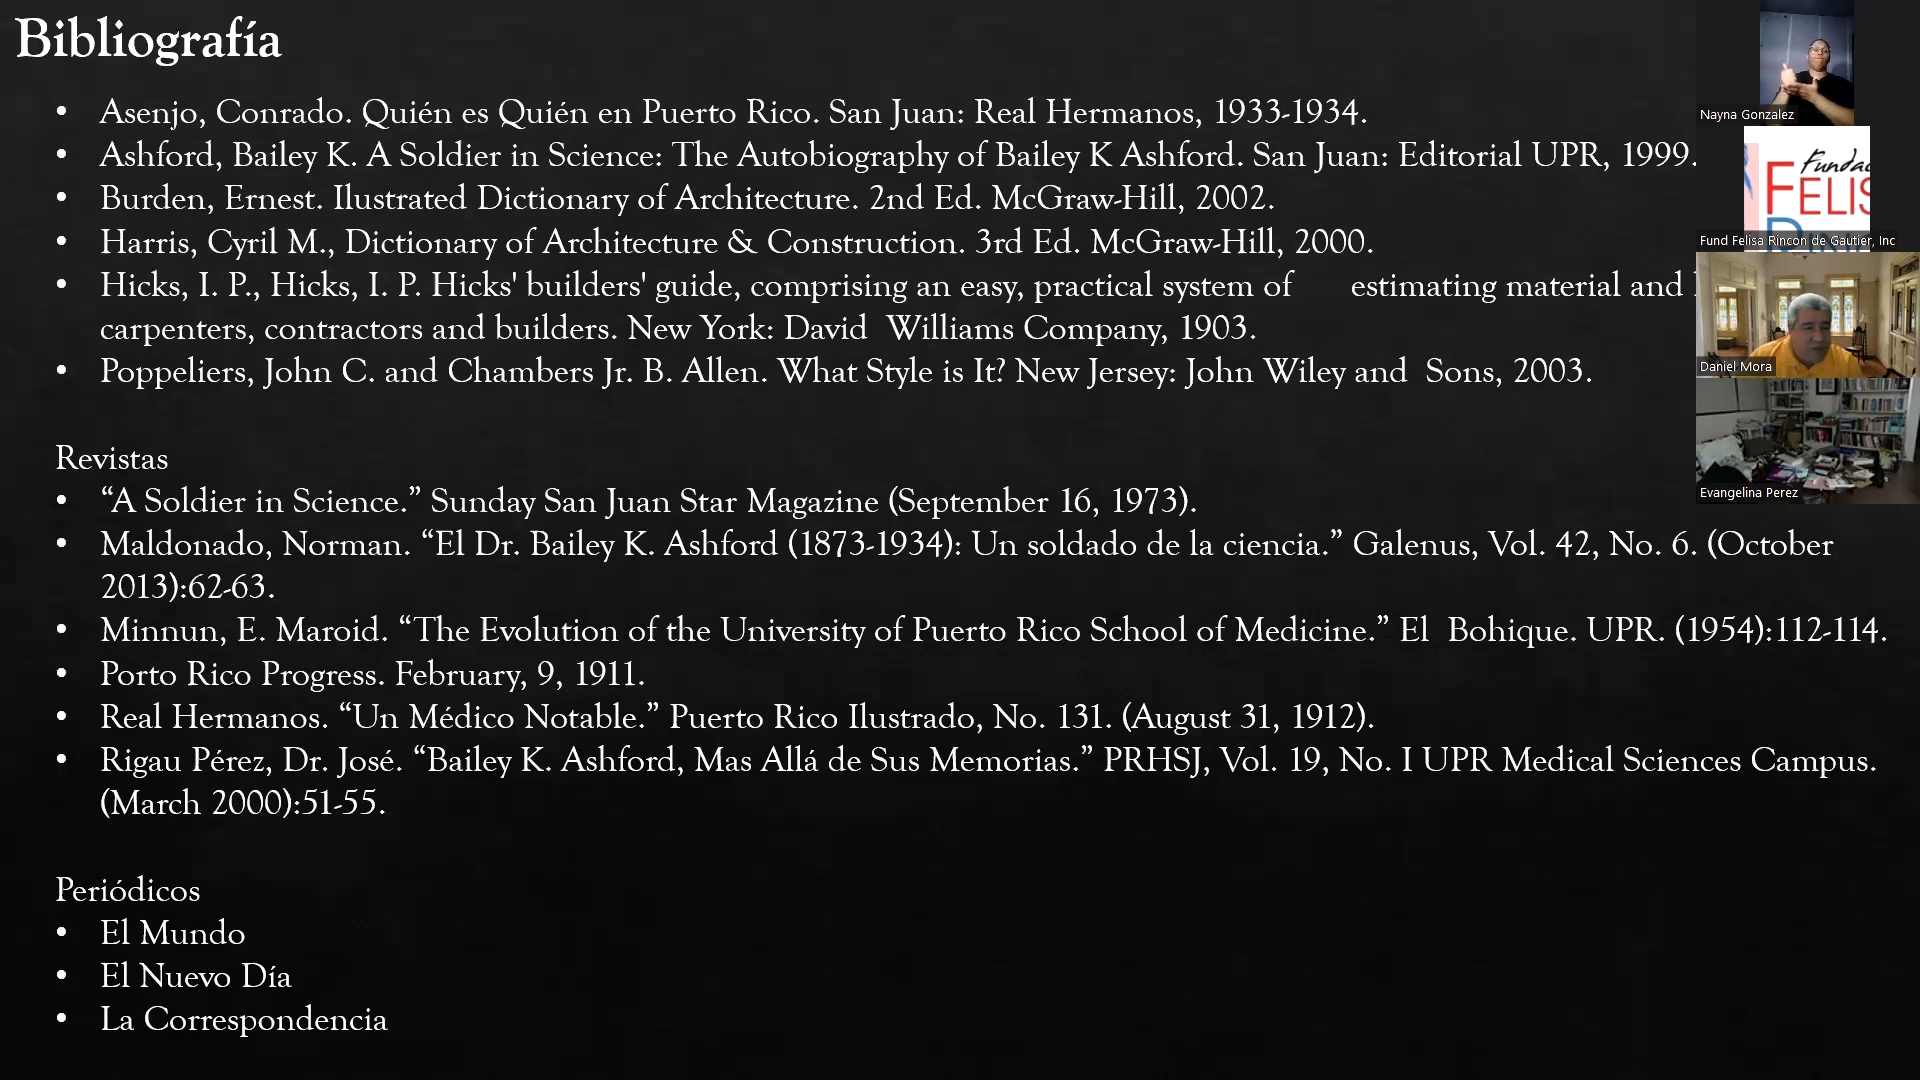 Bibliografía
• Asenjo, Conrado. Quién es Quién en Puerto Rico. San Juan: Real Hermanos, 1933-1934.
• Ashford, Bailey K. A Soldier in Science: The Autobiography of Bailey K Ashford. San Juan: Editorial UPR, 1999.
• Burden, Ernest. Ilustrated Dictionary of Architecture. 2nd Ed. McGraw-Hill, 2002.
• Harris, Cyril M., Dictionary of Architecture & Construction. 3rd Ed. McGraw-Hill, 2000.
• Hicks, I. P., Hicks, I. P. Hicks' builders' guide, comprising an easy, practical system of estimating material and
carpenters, contractors and builders. New York: David Williams Company, 1903.
• Poppeliers, John C. and Chambers Jr. B. Allen. What Style is It? New Jersey: John Wiley and Sons, 2003.
Revistas
• “A Soldier in Science.” Sunday San Juan Star Magazine (September 16, 1973).
• Maldonado, Norman. “El Dr. Bailey K. Ashford (1873-1934): Un soldado de la ciencia.” Galenus, Vol. 42, No. 6. (October
2013):62-63.
• Minnun, E. Maroid. “The Evolution of the University of Puerto Rico School of Medicine.” El Bohique. UPR. (1954):112-114.
• Porto Rico Progress. February, 9, 1911.
• Real Hermanos. “Un Médico Notable.” Puerto Rico Ilustrado, No. 131. (August 31, 1912).
• Rigau Pérez, Dr. José. “Bailey K. Ashford, Mas Allá de Sus Memorias.” PRHSJ, Vol. 19, No. I UPR Medical Sciences Campus.
(March 2000):51-55.
Periódicos
• El Mundo
• El Nuevo Día
• La Correspondencia
Nayna Gonzalez
Fundac
FELIS
Fund Felisa Rincon de Gautier, Inc
Daniel Mora
Evangelina Perez